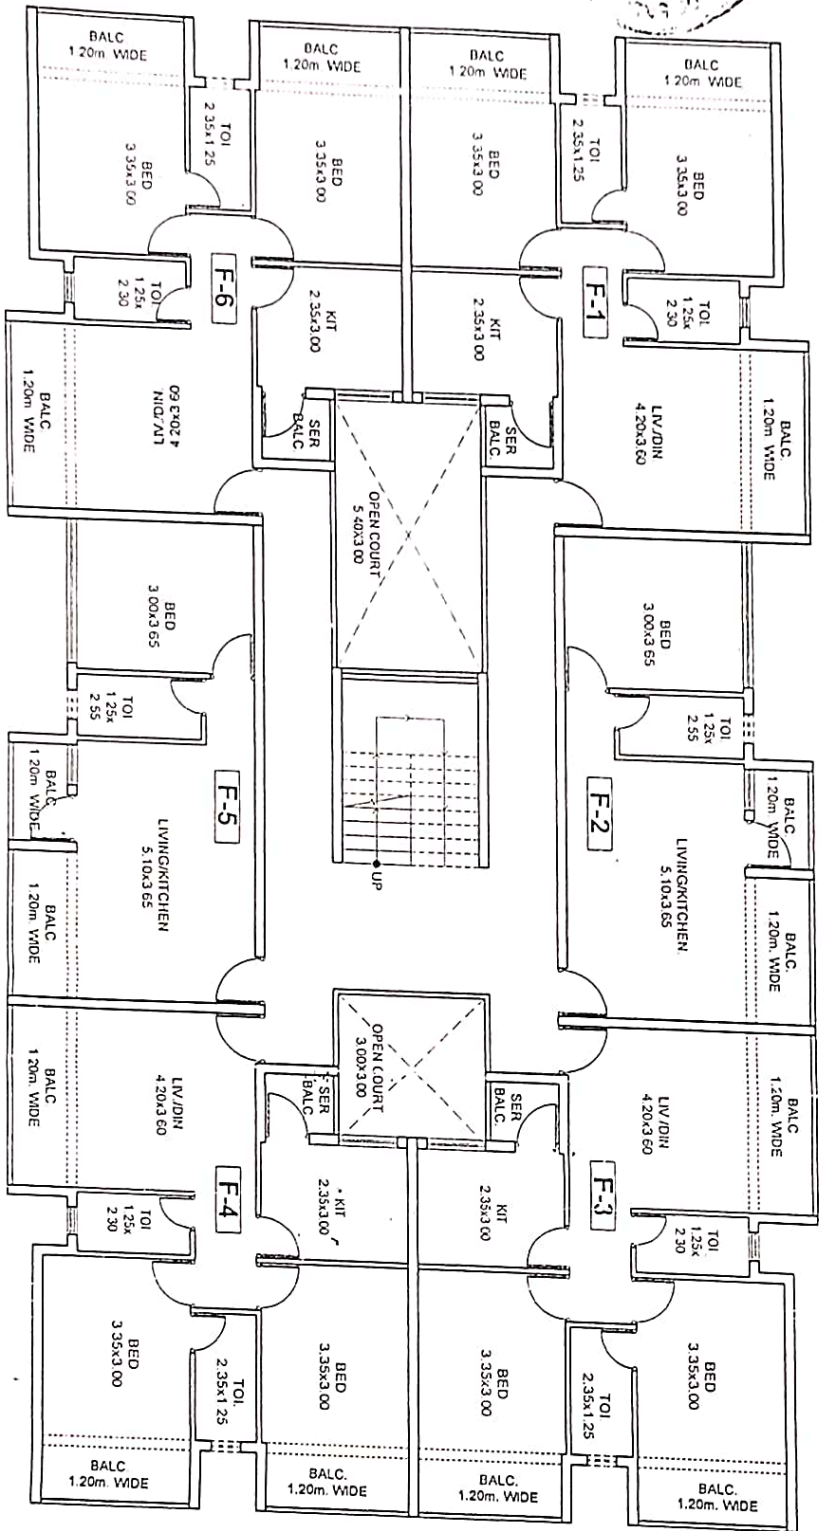 BALC
1.20m. WIDE
BALC
1.20m. WIDE
BALC
1.20m. WIDE
BALC
1.20m WIDE
TOI
2.35x1.25
TOI
2.35x1.25
BED
3.35x3.00
BED
3.35x3.00
BED
3.35x3.00
BED
3.35x3.00
F-6
F-1
TOI
1.25x
2.30
TOI.
1.25x
2.30
KIT
2.35x3.00
KIT
2.35x3.00
BALC
1.20m. WIDE
LIV./DIN.
4.20x3.60
SER
BALC
SER
BALC.
LIV./DIN
4.20x3.60
BALC.
1.20m. WIDE
OPEN COURT
5.40X3.00
BED
3.00x3.65
BED
3.00x3.65
TOI
1.25x
2.55
TOI.
1.25x
2.55
BALC.
1.20m. WIDE
F-5
F-2
BALC.
1.20m. WIDE
LIVING/KITCHEN
5.10x3.65
UP
LIVING/KITCHEN.
5.10x3.65
BALC
1.20m. WIDE
BALC.
1.20m. WIDE
OPEN COURT
3.00X3.00
BALC
1.20m. WIDE
LIV./DIN
4.20x3.60
SER
BALC
SER
BALC.
LIV./DIN
4.20x3.60
BALC
1.20m. WIDE
F-4
F-3
TOI
1.25x
2.30
KIT
2.35x3.00
KIT
2.35x3.00
TOI
1.25x
2.30
BED
3.35x3.00
TOI.
2.35x1.25
BED
3.35x3.00
BED
3.35x3.00
TOI
2.35x1.25
BED
3.35x3.00
BALC
1.20m. WIDE
BALC.
1.20m. WIDE
BALC.
1.20m. WIDE
BALC.
1.20m. WIDE